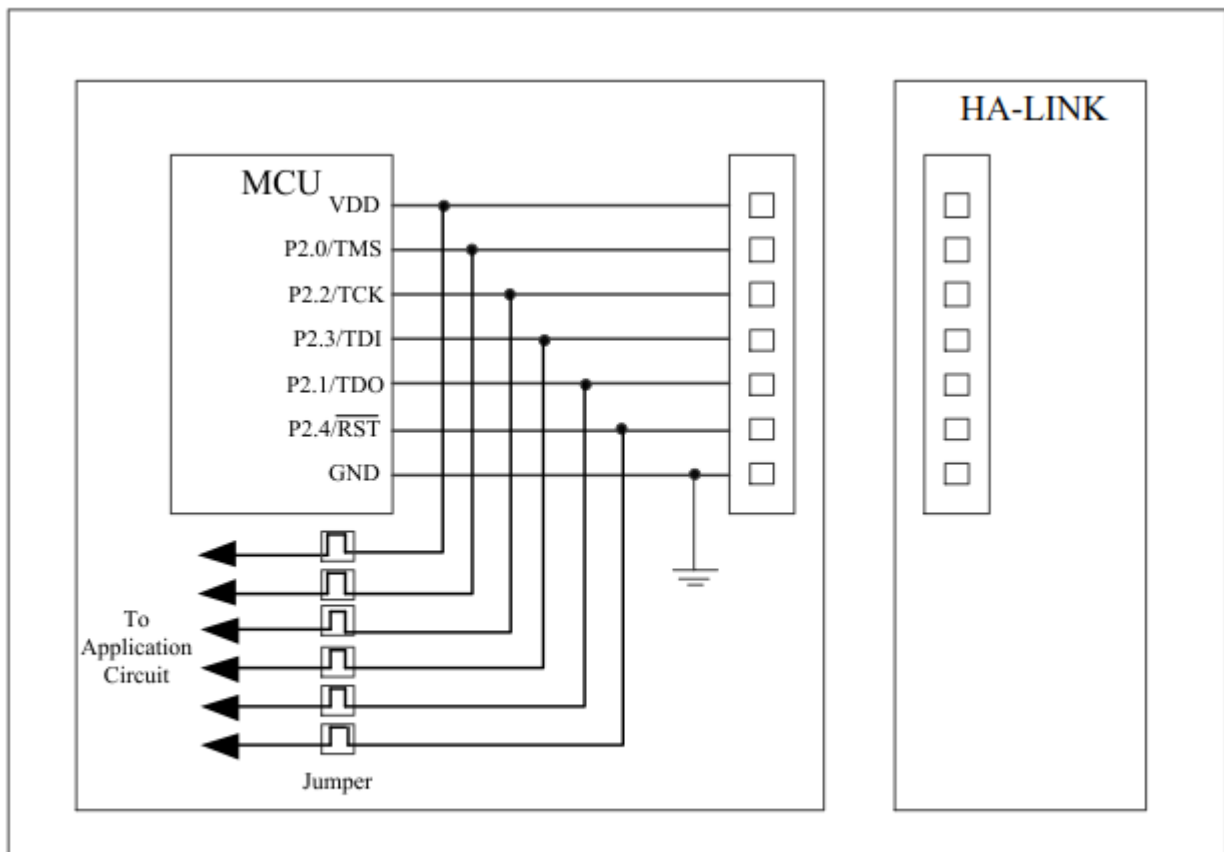 HA-LINK
MCU
VDD
P2.0/TMS
P2.2/TCK
P2.3/TDI
P2.1/TDO
P2.4/R̅S̅T̅
GND
To
Application
Circuit
Jumper